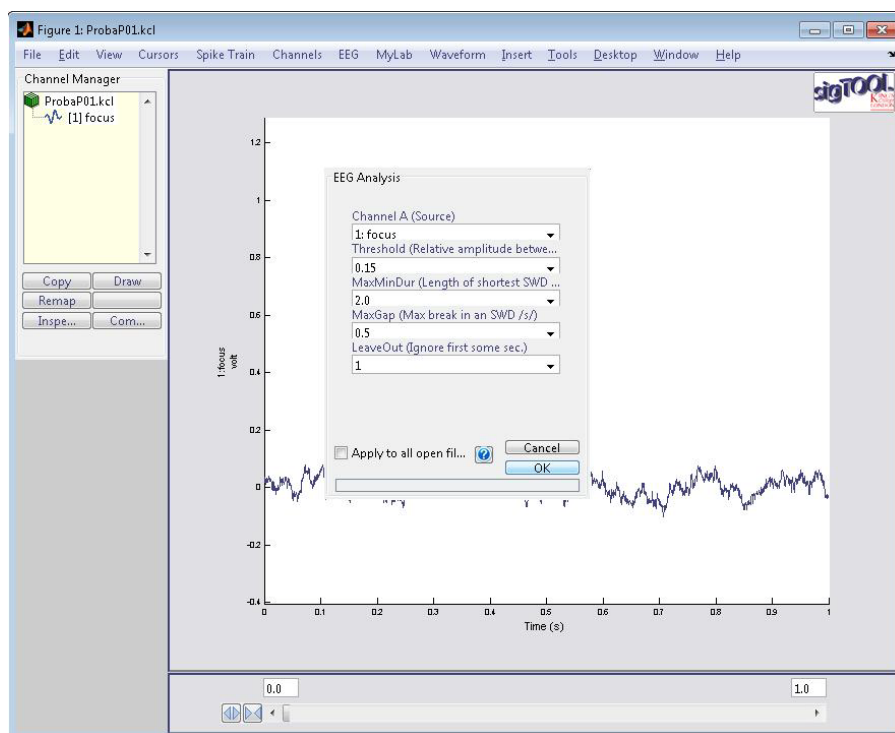 Figure 1: ProbaP01.kcl
File Edit View Cursors Spike Train Channels EEG MyLab Waveform Insert Tools Desktop Window Help
Channel Manager
ProbaP01.kcl
[1] focus
Copy Draw
Remap
Inspe... Com...
sigTOOL
EEG Analysis
Channel A (Source)
1: focus
Threshold (Relative amplitude betwe...
0.15
MaxMinDur (Length of shortest SWD ...
2.0
MaxGap (Max break in an SWD /s/)
0.5
LeaveOut (Ignore first some sec.)
1
Apply to all open fil...
Cancel
OK
1.2
1
0.8
0.6
0.4
0.2
0
-0.2
-0.4
1:focus
volt
0 0.1 0.2 0.3 0.4 0.5 0.6 0.7 0.8 0.9 1
Time (s)
0.0 1.0